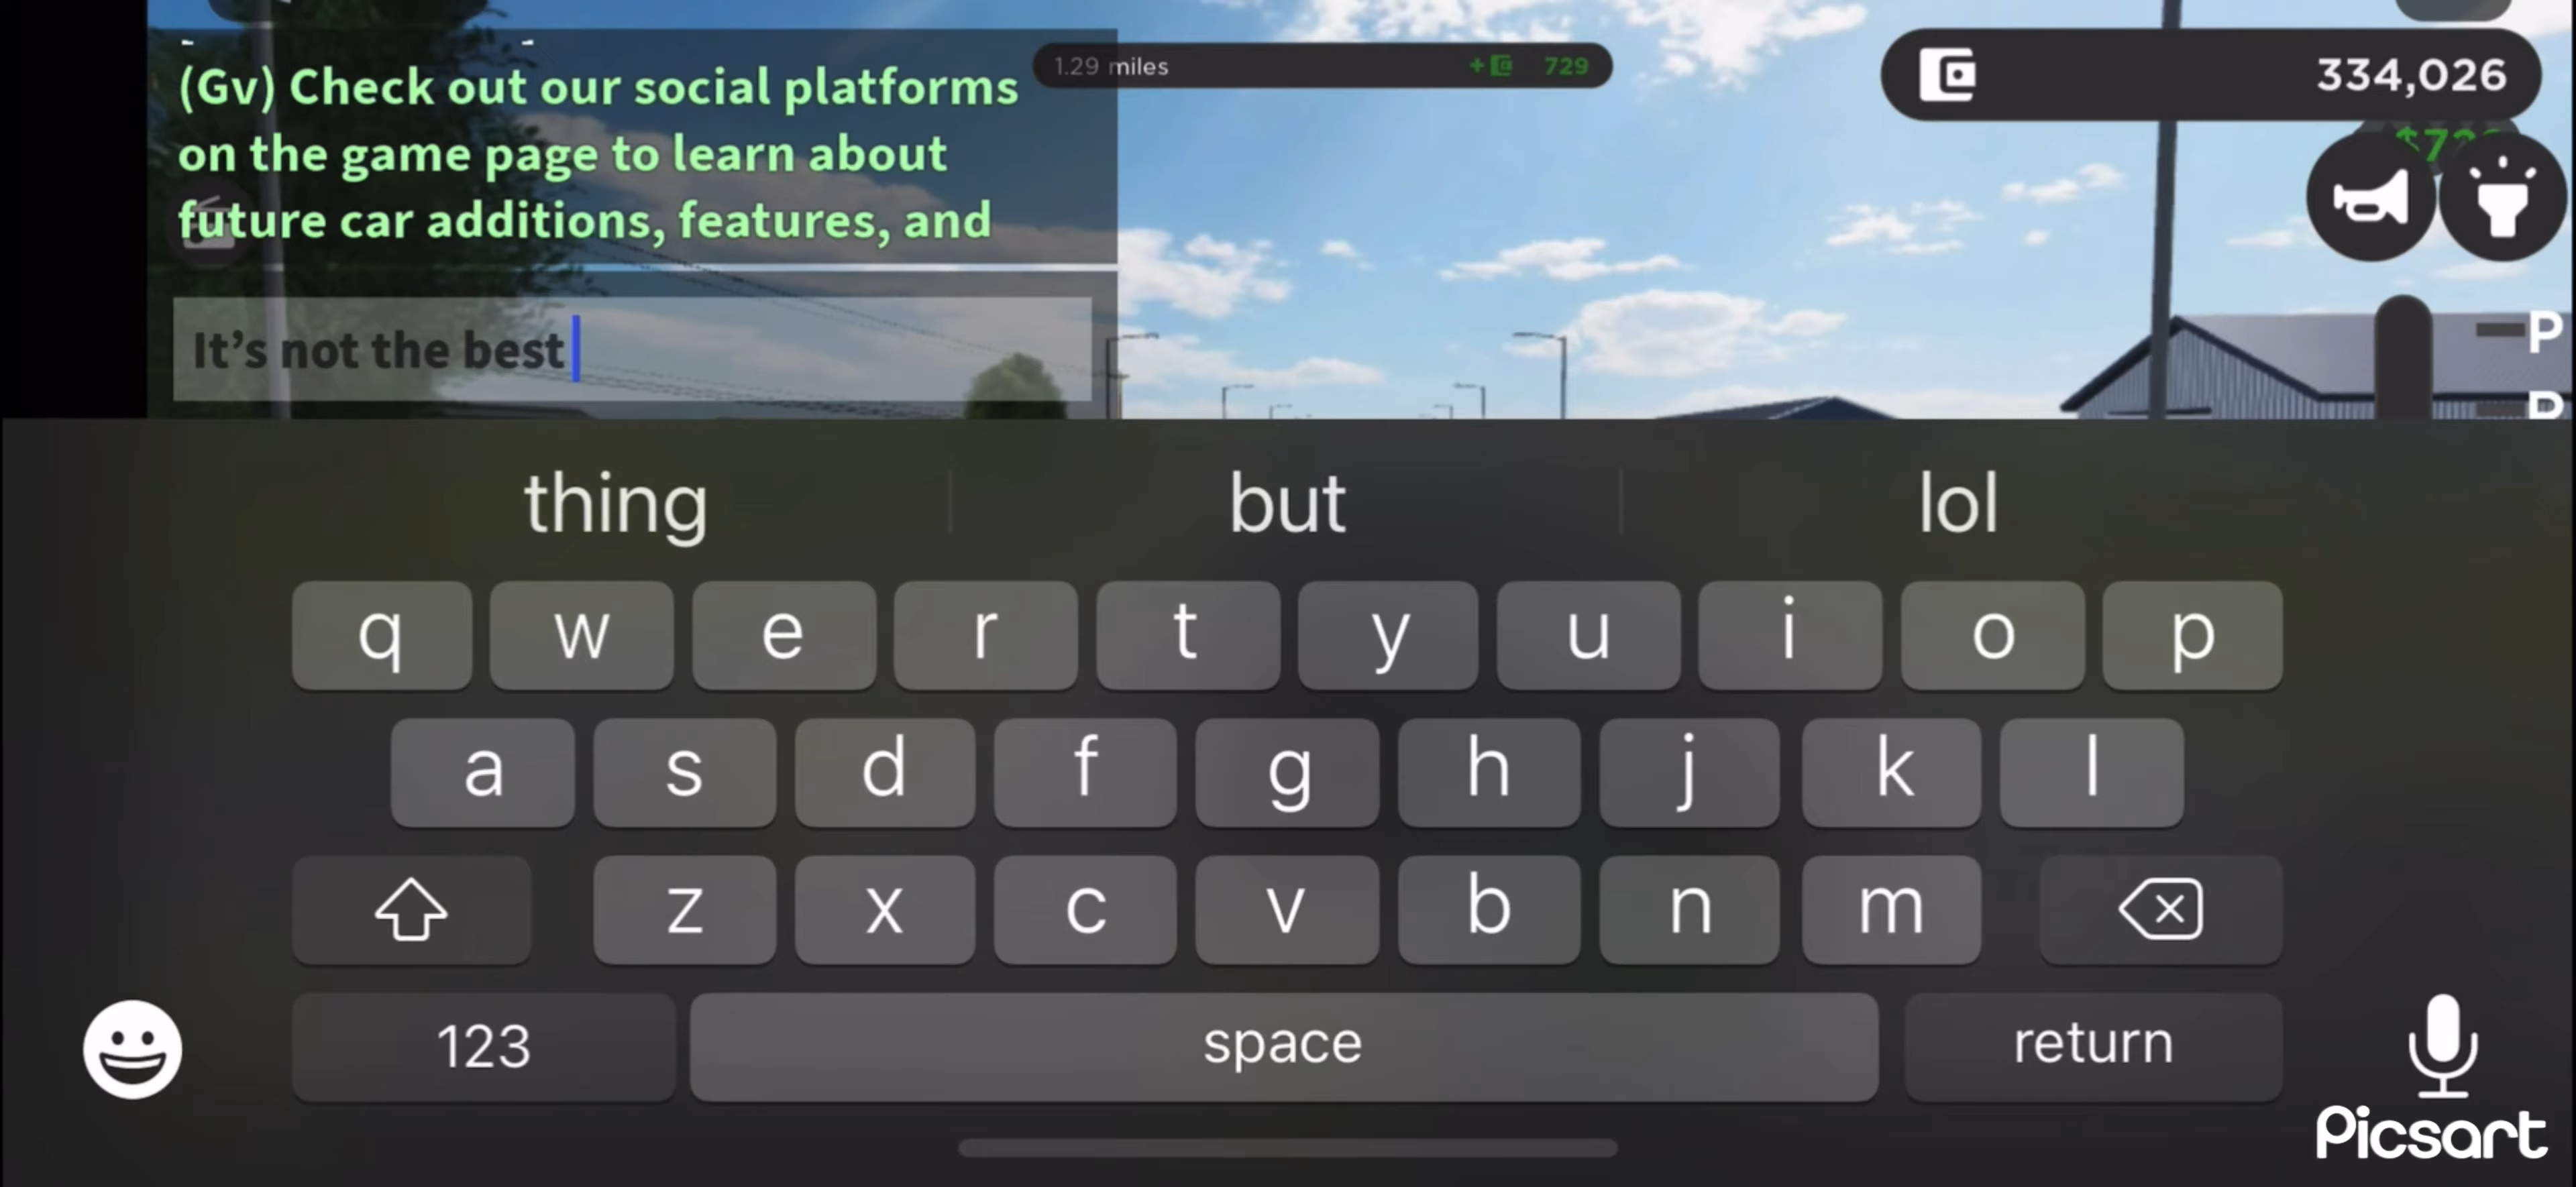 1.29 miles
+ 729
334,026
(Gv) Check out our social platforms
on the game page to learn about
future car additions, features, and
It's not the best
P
thing but lol
q w e r t y u i o p
a s d f g h j k l
z x c v b n m
123 space return
Picsart